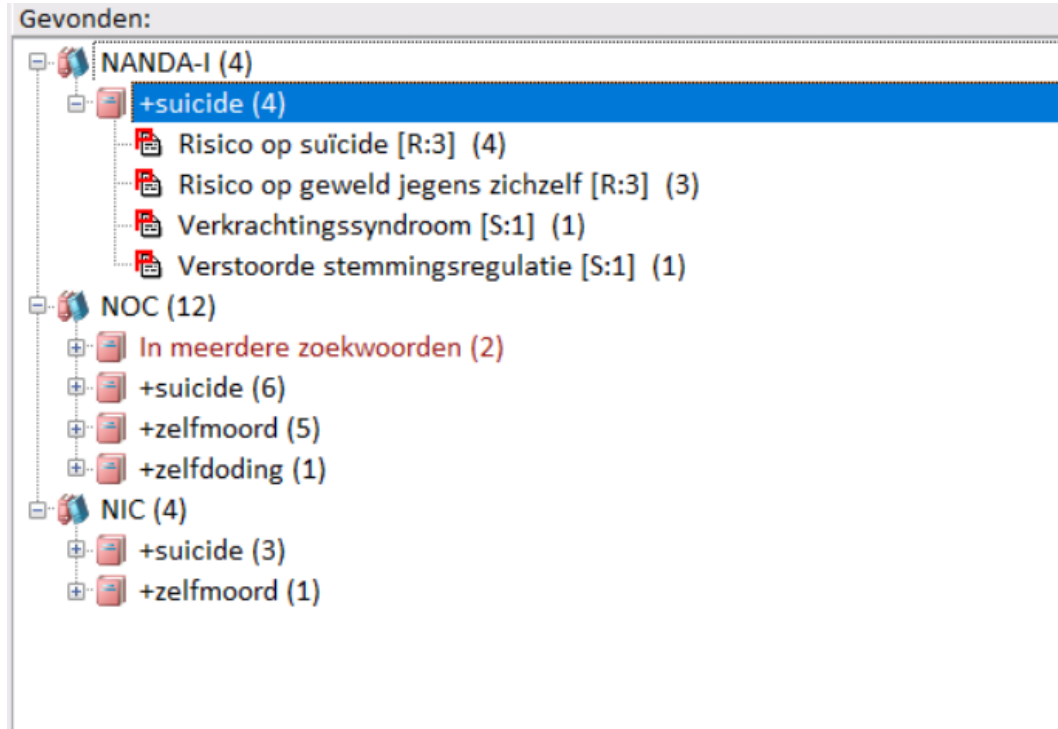 Gevonden:
NANDA-I (4)
+suicide (4)
Risico op suïcide [R:3] (4)
Risico op geweld jegens zichzelf [R:3] (3)
Verkrachtingssyndroom [S:1] (1)
Verstoorde stemmingsregulatie [S:1] (1)
NOC (12)
In meerdere zoekwoorden (2)
+suicide (6)
+zelfmoord (5)
+zelfdoding (1)
NIC (4)
+suicide (3)
+zelfmoord (1)